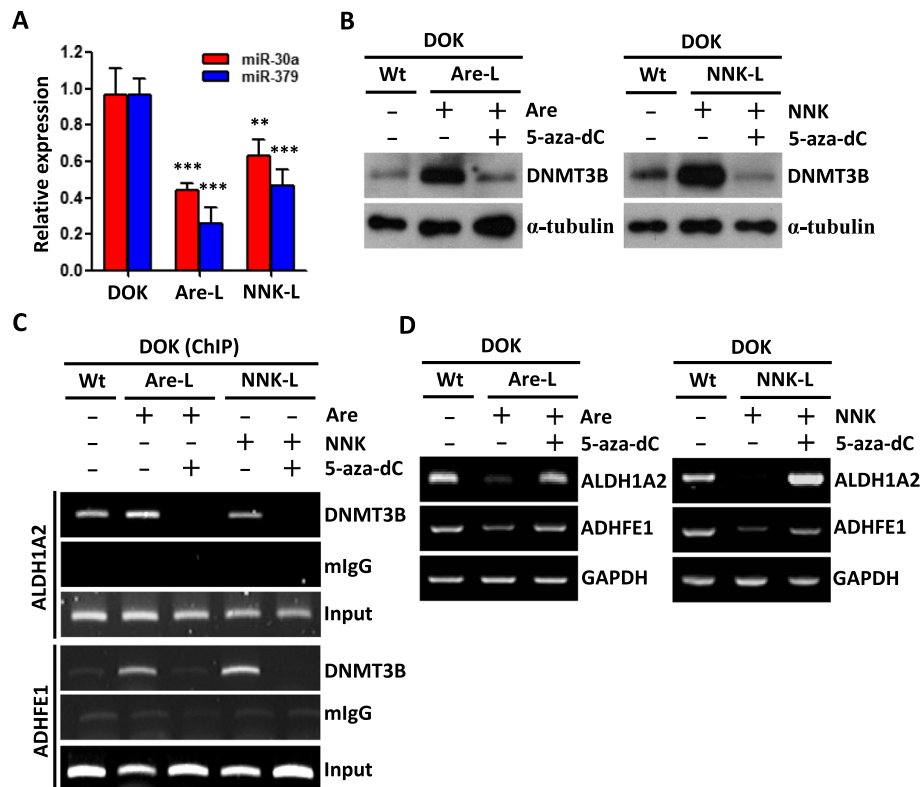 A
Relative expression
1.2
1.0
0.8
0.6
0.4
0.2
0.0
miR-30a
miR-379
*** *** ** ***
DOK Are-L NNK-L
B
DOK
Wt Are-L
– + + Are
– – + 5-aza-dC
DNMT3B
α-tubulin
DOK
Wt NNK-L
– + + NNK
– – + 5-aza-dC
DNMT3B
α-tubulin
C
DOK (ChIP)
Wt Are-L NNK-L
– + + – – Are
– – – + + NNK
– – + – + 5-aza-dC
ALDH1A2
DNMT3B
mIgG
Input
ADHFE1
DNMT3B
mIgG
Input
D
DOK
Wt Are-L
– + + Are
– – + 5-aza-dC
ALDH1A2
ADHFE1
GAPDH
DOK
Wt NNK-L
– + + NNK
– – + 5-aza-dC
ALDH1A2
ADHFE1
GAPDH